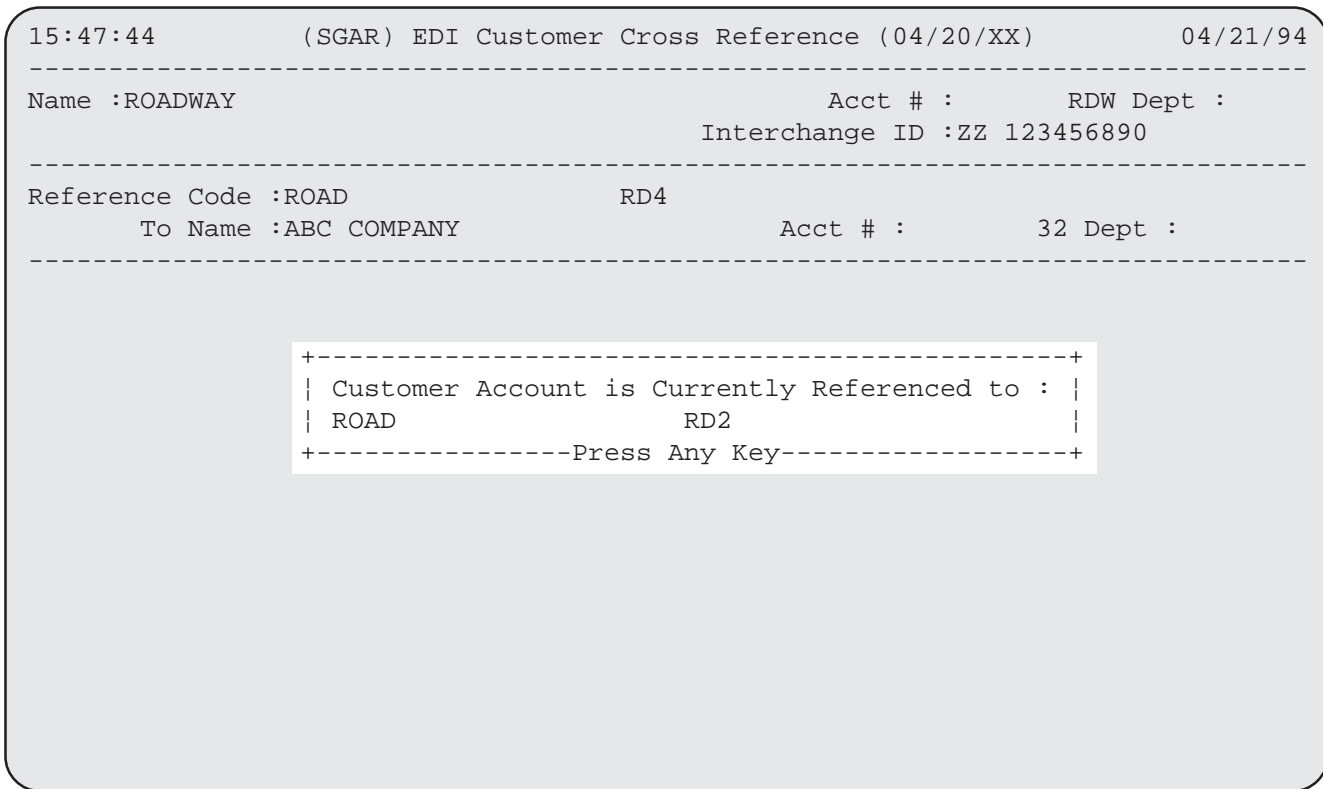 15:47:44 (SGAR) EDI Customer Cross Reference (04/20/XX) 04/21/94
--------------------------------------------------------------------------------
Name :ROADWAY Acct # : RDW Dept :
Interchange ID :ZZ 123456890
--------------------------------------------------------------------------------
Reference Code :ROAD RD4
To Name :ABC COMPANY Acct # : 32 Dept :
--------------------------------------------------------------------------------
+-----------------------------------------------+
¦ Customer Account is Currently Referenced to : ¦
¦ ROAD RD2 ¦
+----------------Press Any Key------------------+